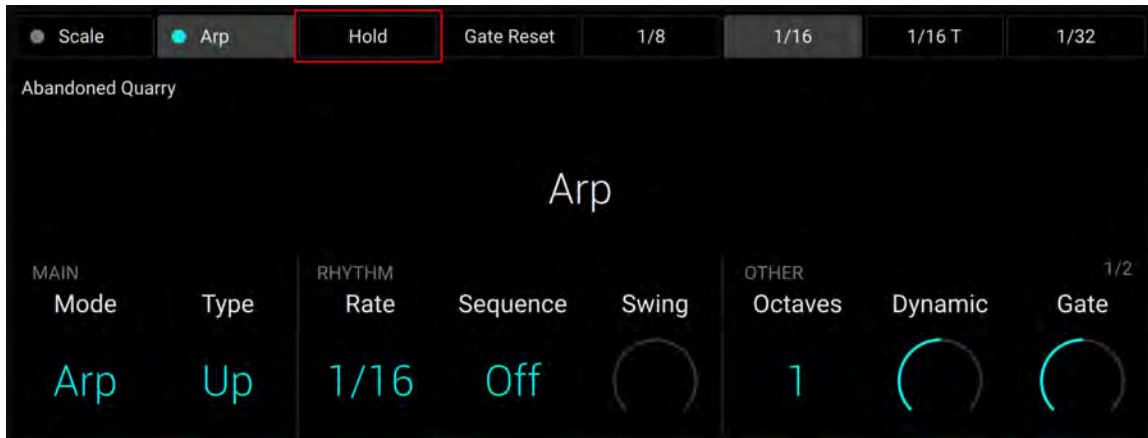 Scale Arp Hold Gate Reset 1/8 1/16 1/16 T 1/32
Abandoned Quarry
Arp
MAIN RHYTHM OTHER 1/2
Mode Type Rate Sequence Swing Octaves Dynamic Gate
Arp Up 1/16 Off 1